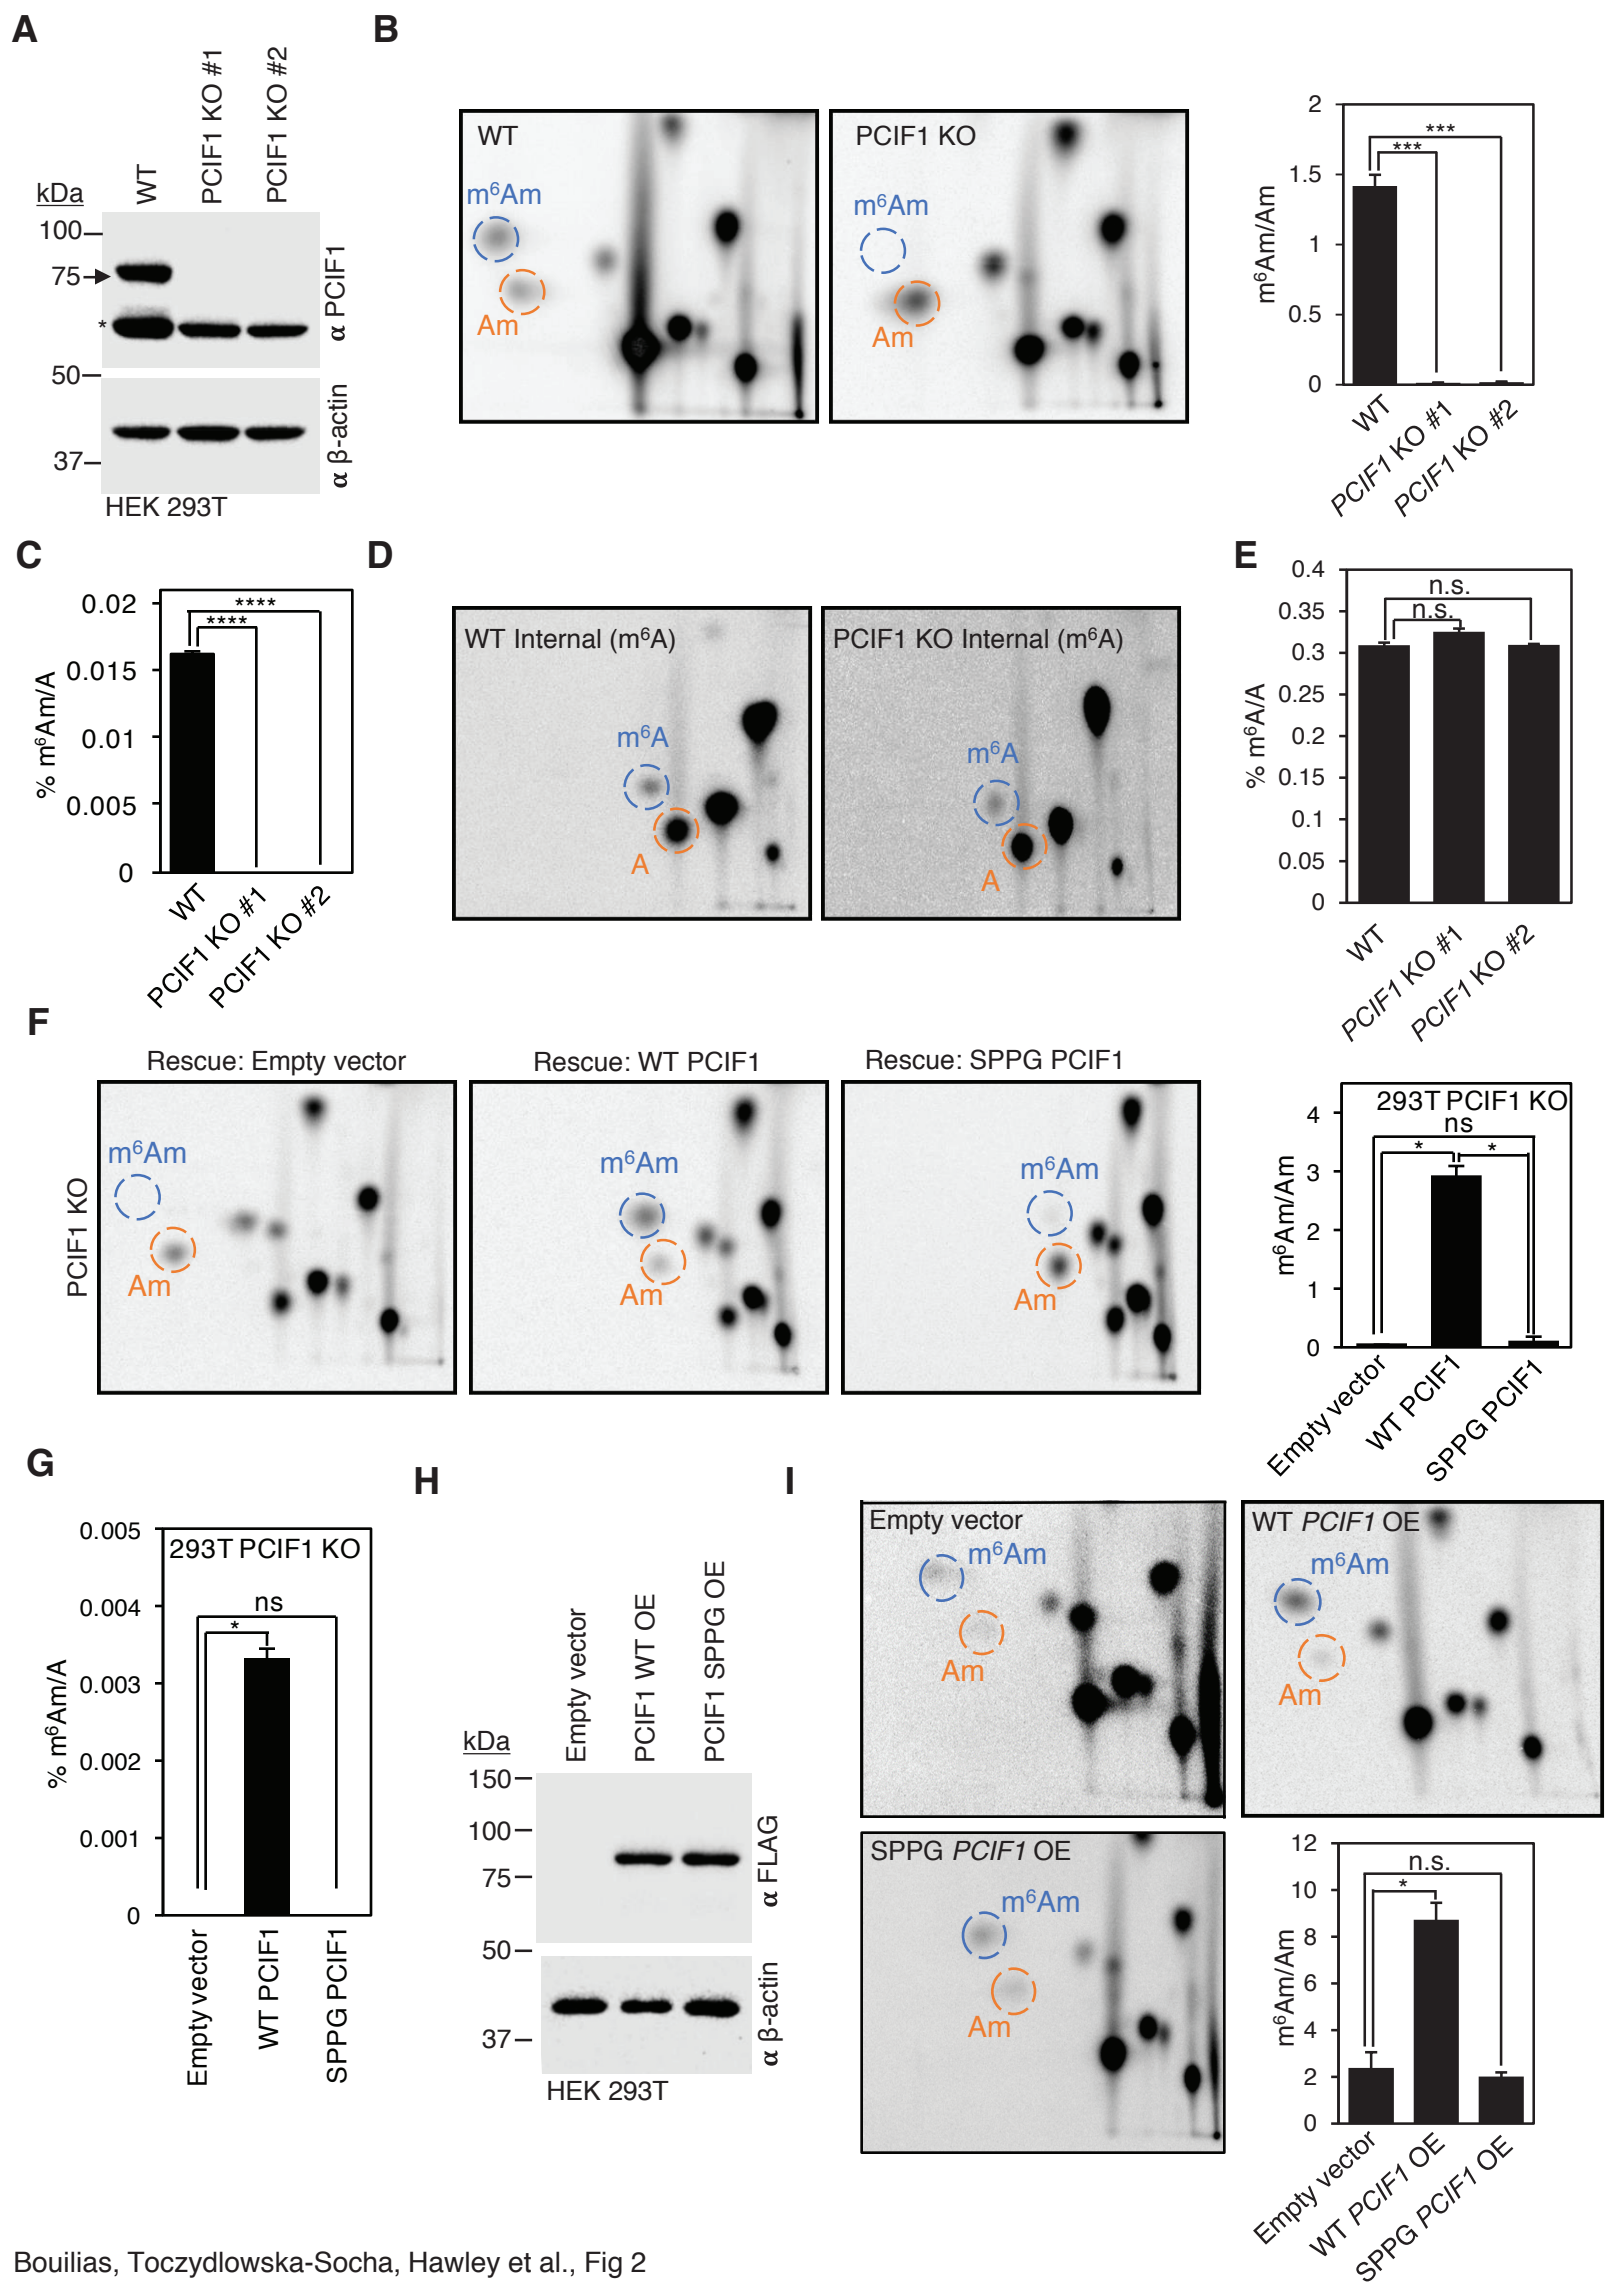 A
kDa
WT
PCIF1 KO #1
PCIF1 KO #2
100
75
*
50
37
α PCIF1
α β-actin
HEK 293T
B
WT
m⁶Am
Am
PCIF1 KO
m⁶Am
Am
m⁶Am/Am
2
1.5
1
0.5
0
***
***
WT
PCIF1 KO #1
PCIF1 KO #2
C
% m⁶Am/A
0.02
0.015
0.01
0.005
0
****
****
WT
PCIF1 KO #1
PCIF1 KO #2
D
WT Internal (m⁶A)
m⁶A
A
PCIF1 KO Internal (m⁶A)
m⁶A
A
E
% m⁶A/A
0.4
0.35
0.3
0.25
0.2
0.15
0.1
0.05
0
n.s.
n.s.
WT
PCIF1 KO #1
PCIF1 KO #2
F
PCIF1 KO
Rescue: Empty vector
m⁶Am
Am
Rescue: WT PCIF1
m⁶Am
Am
Rescue: SPPG PCIF1
m⁶Am
Am
m⁶Am/Am
4
3
2
1
0
293T PCIF1 KO
ns
*
*
Empty vector
WT PCIF1
SPPG PCIF1
G
% m⁶Am/A
0.005
0.004
0.003
0.002
0.001
0
293T PCIF1 KO
ns
*
Empty vector
WT PCIF1
SPPG PCIF1
H
kDa
Empty vector
PCIF1 WT OE
PCIF1 SPPG OE
150
100
75
50
37
α FLAG
α β-actin
HEK 293T
I
Empty vector
m⁶Am
Am
WT PCIF1 OE
m⁶Am
Am
SPPG PCIF1 OE
m⁶Am
Am
m⁶Am/Am
12
10
8
6
4
2
0
n.s.
*
Empty vector
WT PCIF1 OE
SPPG PCIF1 OE
Bouilias, Toczydlowska-Socha, Hawley et al., Fig 2